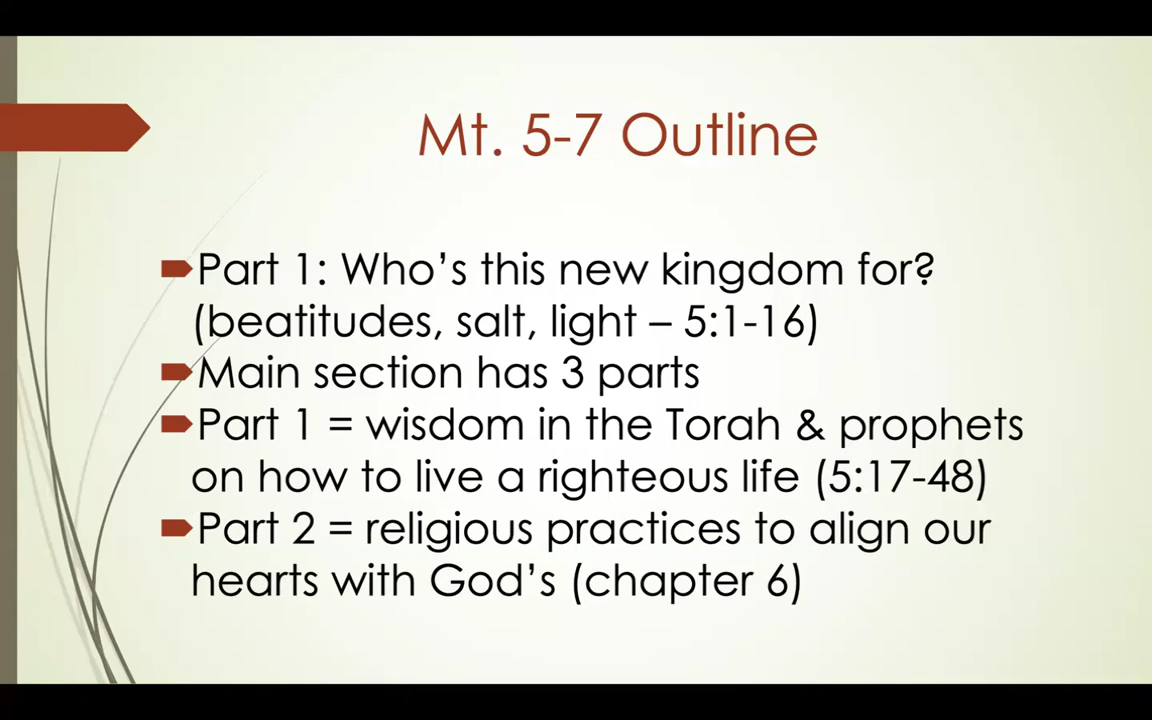 Mt. 5-7 Outline
Part 1: Who’s this new kingdom for?
(beatitudes, salt, light – 5:1-16)
Main section has 3 parts
Part 1 = wisdom in the Torah & prophets
on how to live a righteous life (5:17-48)
Part 2 = religious practices to align our
hearts with God’s (chapter 6)